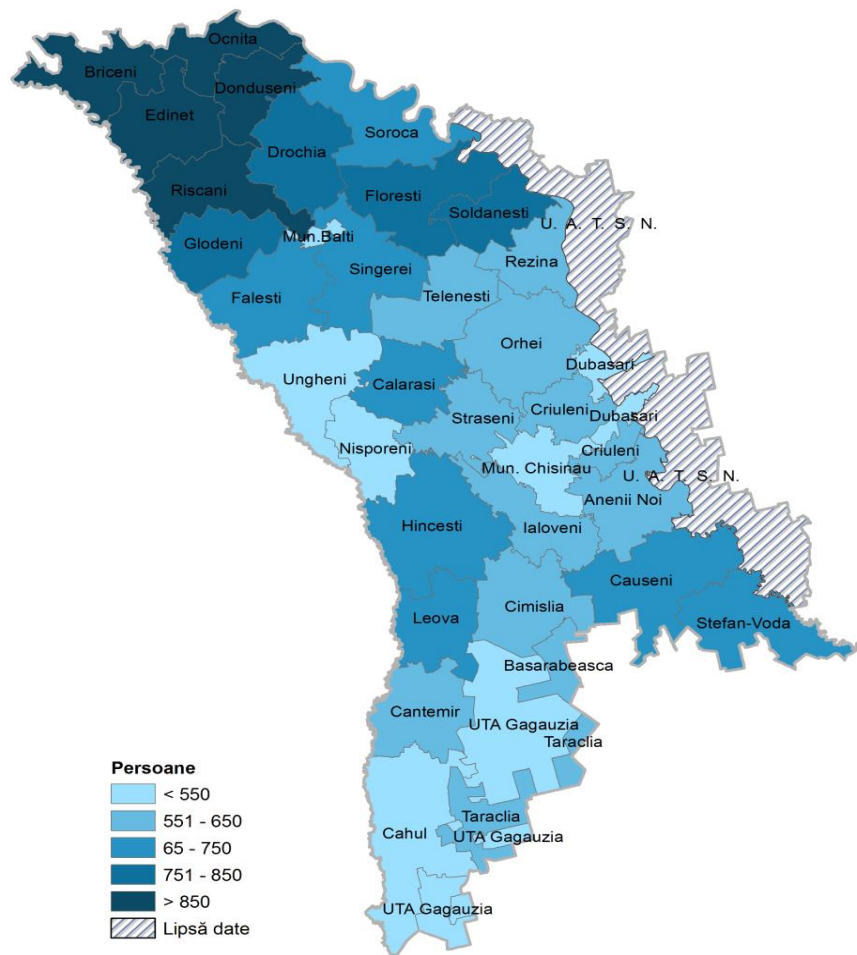 Ocnita
Briceni
Donduseni
Edinet
Soroca
Drochia
Riscani
Floresti
Soldanesti
U. A. T. S. N.
Glodeni
Mun.Balti
Rezina
Singerei
Telenesti
Falesti
Orhei
Dubasari
Ungheni
Calarasi
Criuleni
Dubasari
Straseni
Nisporeni
Criuleni
Mun. Chisinau
U. A. T. S. N.
Anenii Noi
Hincesti
Ialoveni
Causeni
Cimislia
Leova
Stefan-Voda
Basarabeasca
Cantemir
UTA Gagauzia
Taraclia
Persoane
< 550
551 - 650
65 - 750
751 - 850
> 850
Lipsă date
Taraclia
Cahul
UTA Gagauzia
UTA Gagauzia